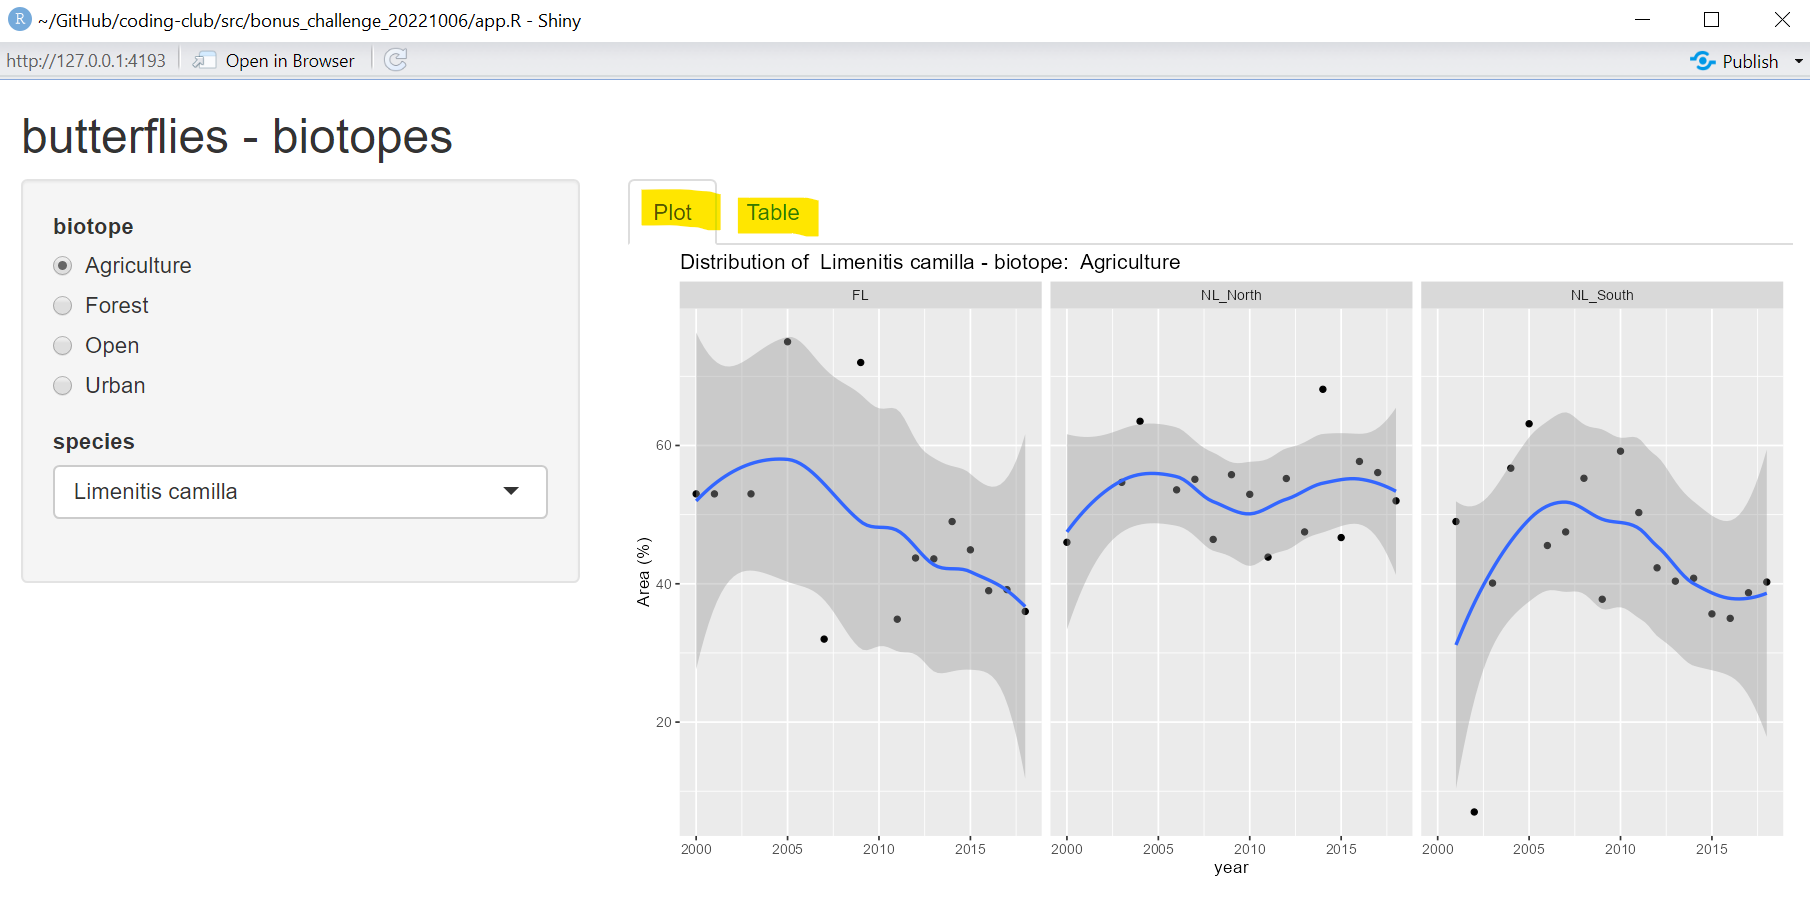 R ~/GitHub/coding-club/src/bonus_challenge_20221006/app.R - Shiny
http://127.0.0.1:4193 Open in Browser Publish
butterflies - biotopes
biotope
Agriculture
Forest
Open
Urban
species
Limenitis camilla
Plot Table
Distribution of  Limenitis camilla - biotope:  Agriculture
FL NL_North NL_South
60
40
20
Area (%)
2000 2005 2010 2015 2000 2005 2010 2015 2000 2005 2010 2015
year